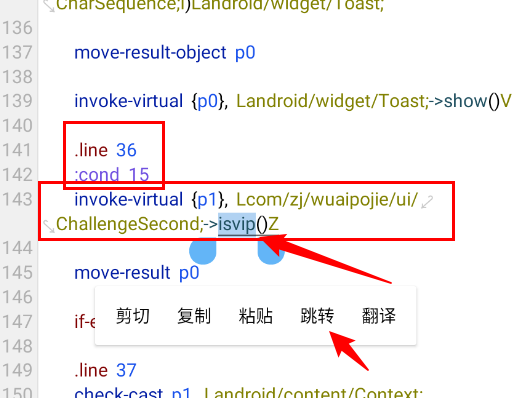 CharSequence;I)Landroid/widget/Toast;
136
137 move-result-object p0
138
139 invoke-virtual {p0}, Landroid/widget/Toast;->show()V
140
141 .line 36
142 :cond_15
143 invoke-virtual {p1}, Lcom/zj/wuaipojie/ui/
ChallengeSecond;->isvip()Z
144
145 move-result p0
146
147 if-e
剪切 复制 粘贴 跳转 翻译
148
149 .line 37
150 check-cast p1, Landroid/content/Context;